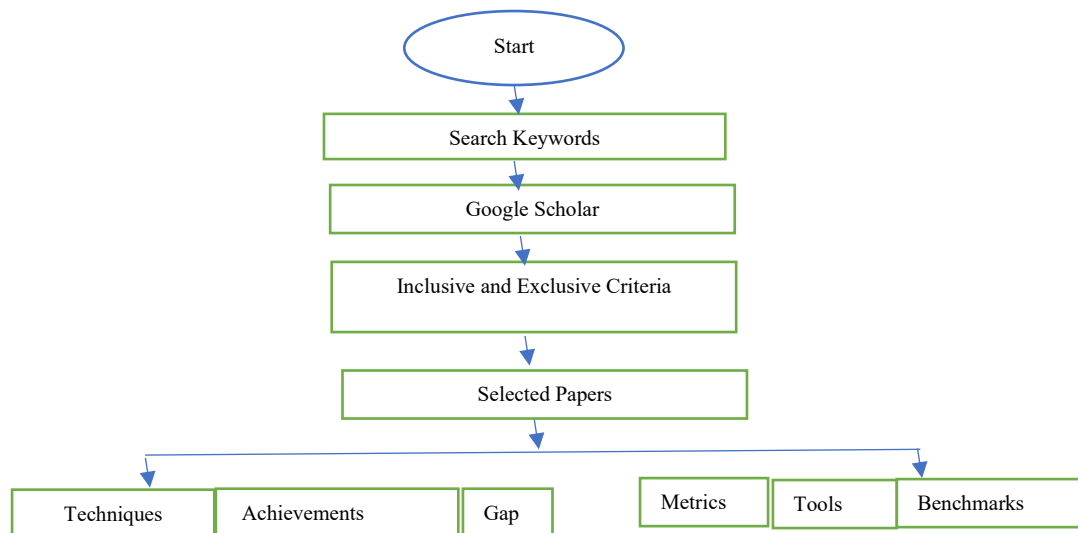 Start
Search Keywords
Google Scholar
Inclusive and Exclusive Criteria
Selected Papers
Techniques
Achievements
Gap
Metrics
Tools
Benchmarks